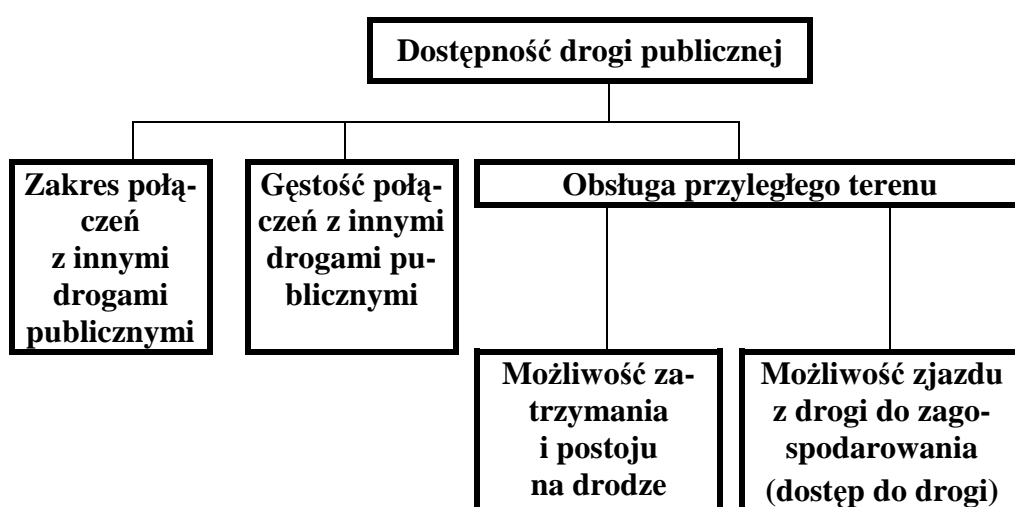 Dostępność drogi publicznej
Zakres połą-
czeń
z innymi
drogami
publicznymi
Gęstość połą-
czeń z innymi
drogami pu-
blicznymi
Obsługa przyległego terenu
Możliwość za-
trzymania
i postoju
na drodze
Możliwość zjazdu
z drogi do zago-
spodarowania
(dostęp do drogi)